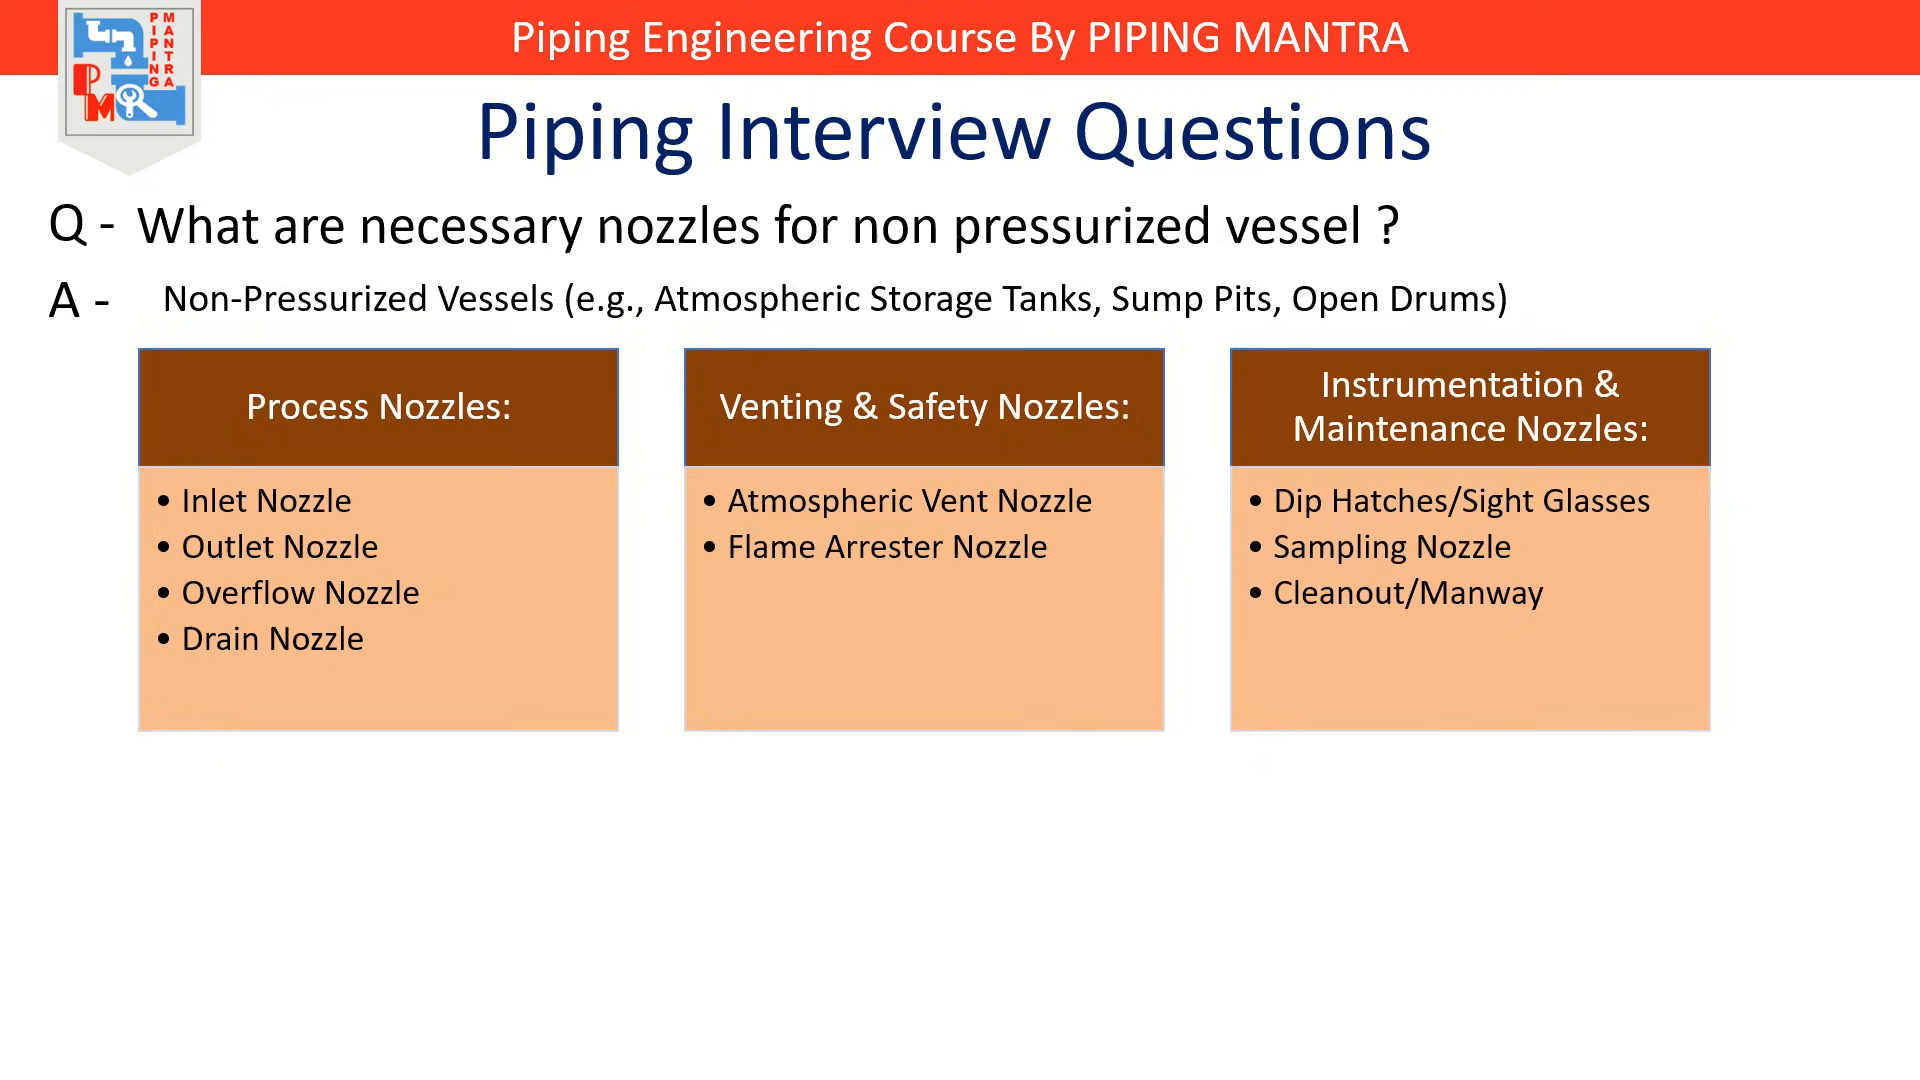 Piping Engineering Course By PIPING MANTRA
PIPING
MANTRA
PM
Piping Interview Questions
Q - What are necessary nozzles for non pressurized vessel ?
A - Non-Pressurized Vessels (e.g., Atmospheric Storage Tanks, Sump Pits, Open Drums)
Process Nozzles:
• Inlet Nozzle
• Outlet Nozzle
• Overflow Nozzle
• Drain Nozzle
Venting & Safety Nozzles:
• Atmospheric Vent Nozzle
• Flame Arrester Nozzle
Instrumentation &
Maintenance Nozzles:
• Dip Hatches/Sight Glasses
• Sampling Nozzle
• Cleanout/Manway